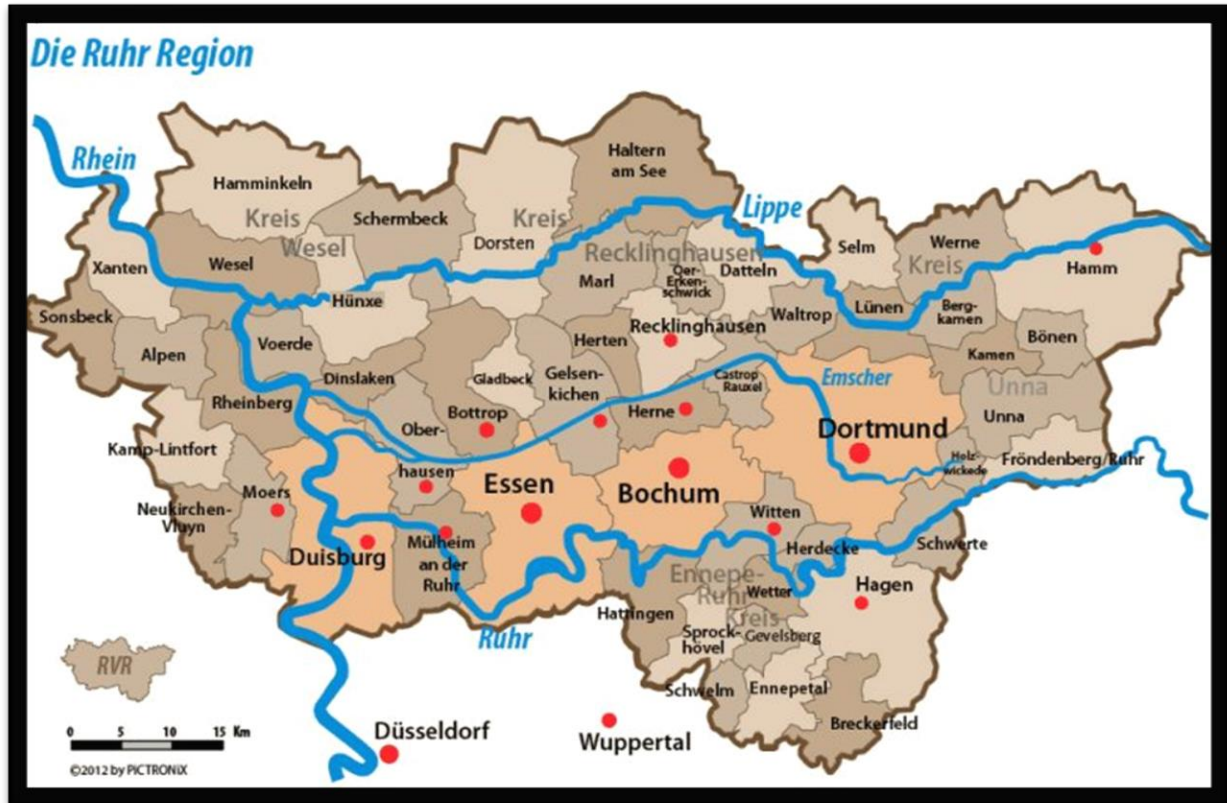 Die Ruhr Region
Rhein
Hamminkeln
Kreis
Wesel
Schermbeck
Kreis
Dorsten
Haltern
am See
Lippe
Recklinghausen
Selm
Werne
Kreis
Hamm
Xanten
Wesel
Marl
Oer-
Erken-
schwick
Datteln
Sonsbeck
Hünxe
Waltrop
Lünen
Berg-
kamen
Alpen
Voerde
Herten
Recklinghausen
Bönen
Kamen
Dinslaken
Gladbeck
Gelsen-
kichen
Castrop
Rauxel
Emscher
Unna
Unna
Rheinberg
Bottrop
Herne
Ober-
hausen
Dortmund
Kamp-Lintfort
Holz-
wickede
Fröndenberg/Ruhr
Moers
Essen
Bochum
Neukirchen-
Vluyn
Witten
Duisburg
Mülheim
an der
Ruhr
Herdecke
Schwerte
Ennepe-
Ruhr
Kreis
Wetter
Hagen
Hattingen
Ruhr
Sprock-
hövel
Gevelsberg
RVR
Schwelm
Ennepetal
Breckerfeld
0 5 10 15 Km
Düsseldorf
Wuppertal
©2012 by PiCTRONiX